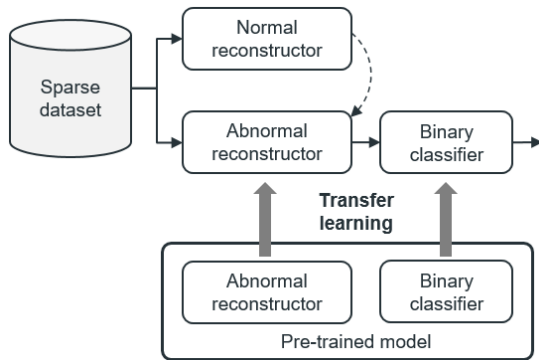 Normal
reconstructor
Sparse
dataset
Abnormal
reconstructor
Binary
classifier
Transfer
learning
Abnormal
reconstructor
Binary
classifier
Pre-trained model